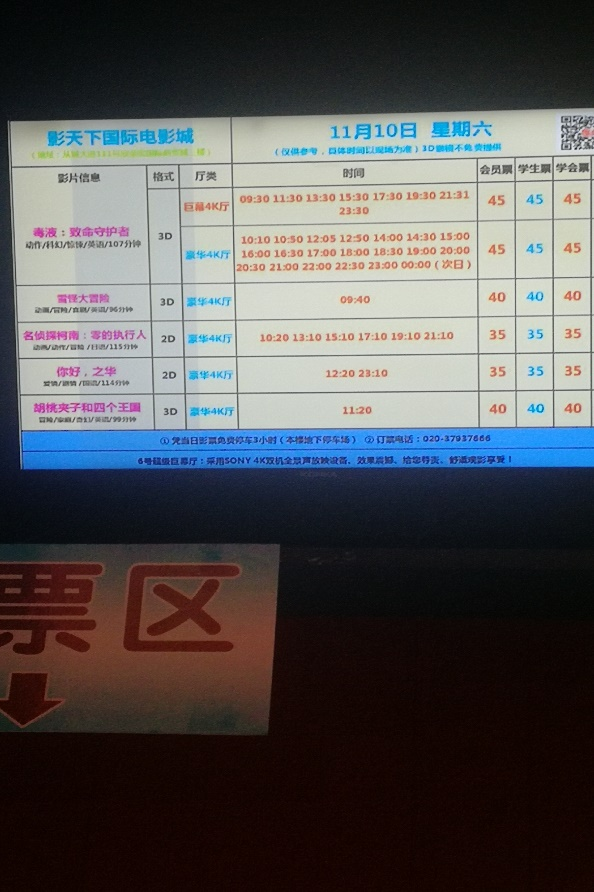 影天下国际电影城
11月10日 星期六
（仅供参考，具体时间以现场为准）3D眼镜不免费提供
影片信息 格式 厅类 时间 会员票 学生票 学会票
毒液：致命守护者
动作/科幻/惊悚/英语/107分钟
3D
巨幕4K厅 09:30 11:30 13:30 15:30 17:30 19:30 21:31 45 45 45
23:30
豪华4K厅 10:10 10:50 12:05 12:50 14:00 14:30 15:00 45 45 45
16:00 16:30 17:00 18:00 18:30 19:00 20:00
20:30 21:00 22:00 22:30 23:00 00:00（次日）
雪怪大冒险 3D 豪华4K厅 09:40 40 40 40
动画/冒险/喜剧/英语/96分钟
名侦探柯南：零的执行人 2D 豪华4K厅 10:20 13:10 15:10 17:10 19:10 21:10 35 35 35
动画/动作/冒险/日语/115分钟
你好，之华 2D 豪华4K厅 12:20 23:10 35 35 35
爱情/剧情/国语/114分钟
胡桃夹子和四个王国 3D 豪华4K厅 11:20 40 40 40
冒险/家庭/奇幻/英语/99分钟
① 凭当日影票免费停车3小时（本楼地下停车场） ② 订票电话：020-37937666
6号超级巨幕厅：采用SONY 4K双机全景声放映设备，效果震撼，给您尊贵、舒适观影享受！
票区